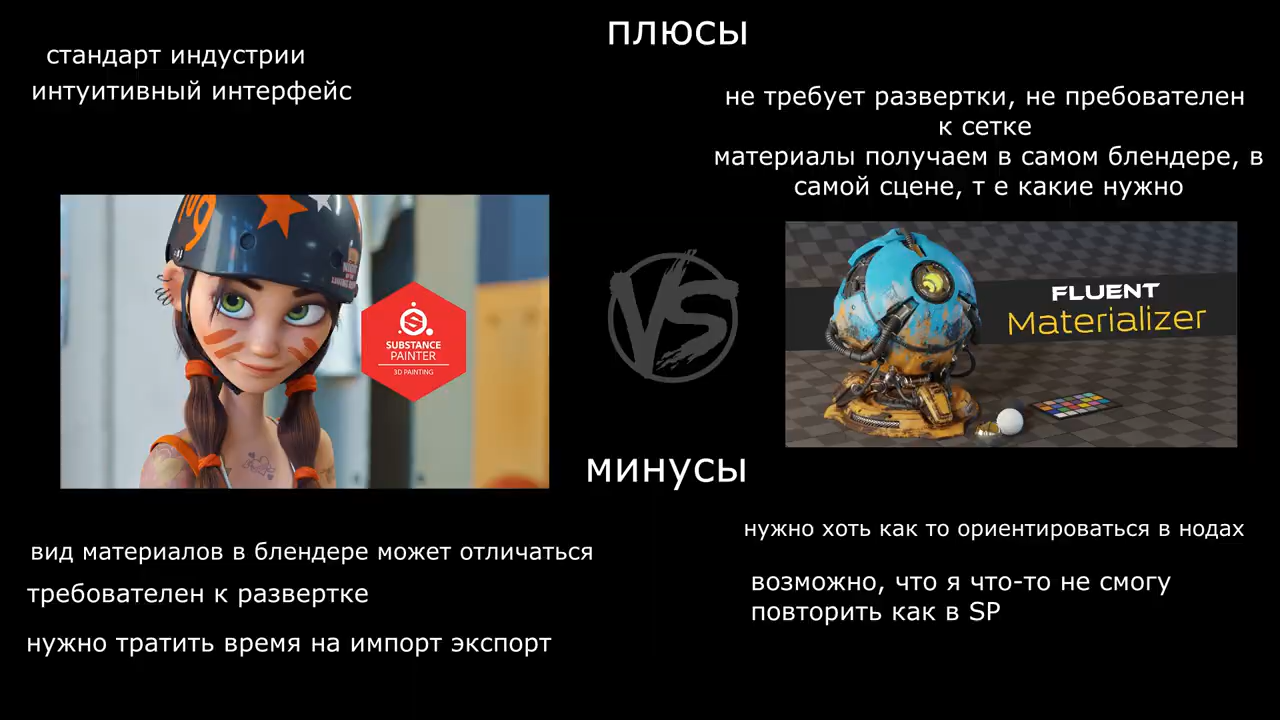 плюсы
стандарт индустрии
интуитивный интерфейс
не требует развертки, не пребователен
к сетке
материалы получаем в самом блендере, в
самой сцене, т е какие нужно
SUBSTANCE
PAINTER
3D PAINTING
VS
FLUENT
Materializer
минусы
вид материалов в блендере может отличаться
требователен к развертке
нужно тратить время на импорт экспорт
нужно хоть как то ориентироваться в нодах
возможно, что я что-то не смогу
повторить как в SP